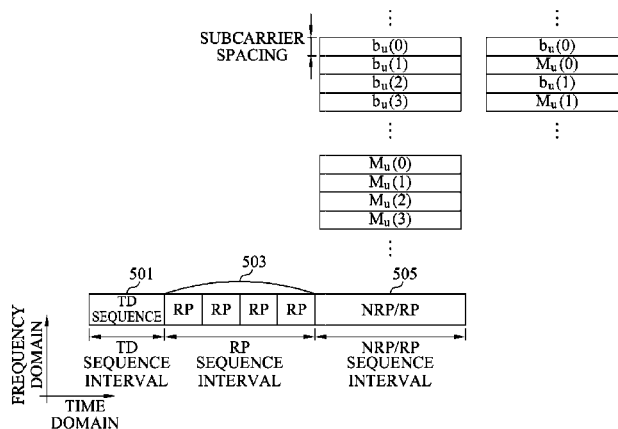 SUBCARRIER
SPACING
b_u(0)
b_u(1)
b_u(2)
b_u(3)
b_u(0)
M_u(0)
b_u(1)
M_u(1)
M_u(0)
M_u(1)
M_u(2)
M_u(3)
501
503
505
TD
SEQUENCE
RP
RP
RP
RP
NRP/RP
TD
SEQUENCE
INTERVAL
RP
SEQUENCE
INTERVAL
NRP/RP
SEQUENCE
INTERVAL
FREQUENCY
DOMAIN
TIME
DOMAIN